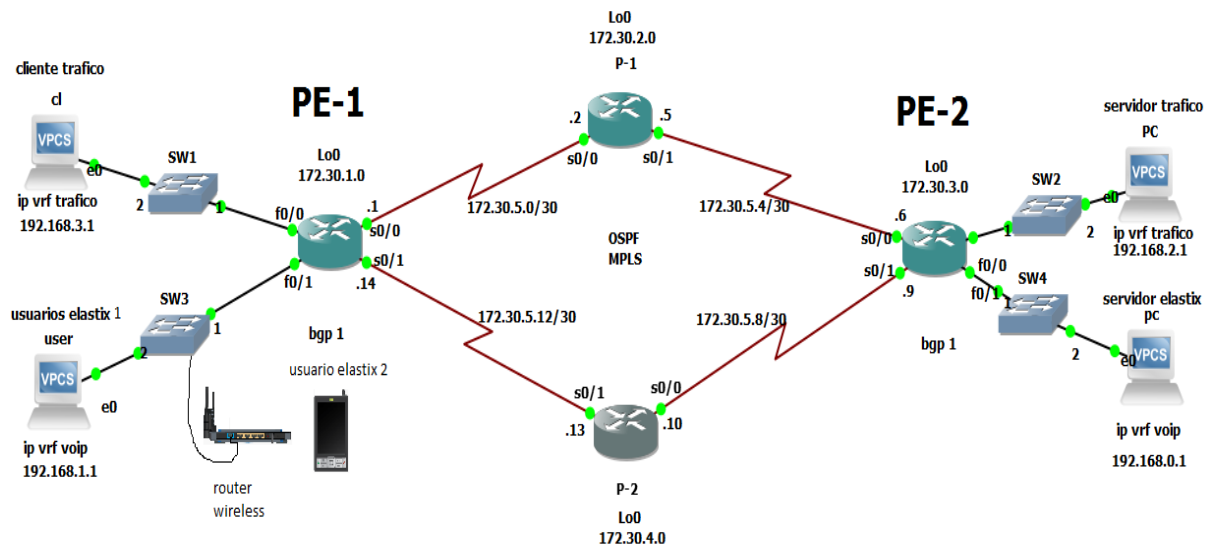 Lo0
172.30.2.0
P-1
cliente trafico
cl
VPCS
e0
ip vrf trafico
192.168.3.1
SW1
2
1
PE-1
Lo0
172.30.1.0
f0/0
f0/1
.1
s0/0
s0/1
.14
.2
s0/0
.5
s0/1
172.30.5.0/30
172.30.5.4/30
OSPF
MPLS
PE-2
Lo0
172.30.3.0
.6
s0/0
s0/1
.9
f0/0
f0/1
SW2
1
2
servidor trafico
PC
VPCS
e0
ip vrf trafico
192.168.2.1
SW4
1
2
servidor elastix
pc
VPCS
e0
ip vrf voip
192.168.0.1
usuarios elastix 1
user
VPCS
e0
ip vrf voip
192.168.1.1
SW3
1
2
bgp 1
usuario elastix 2
router
wireless
172.30.5.12/30
172.30.5.8/30
bgp 1
s0/1
.13
s0/0
.10
P-2
Lo0
172.30.4.0